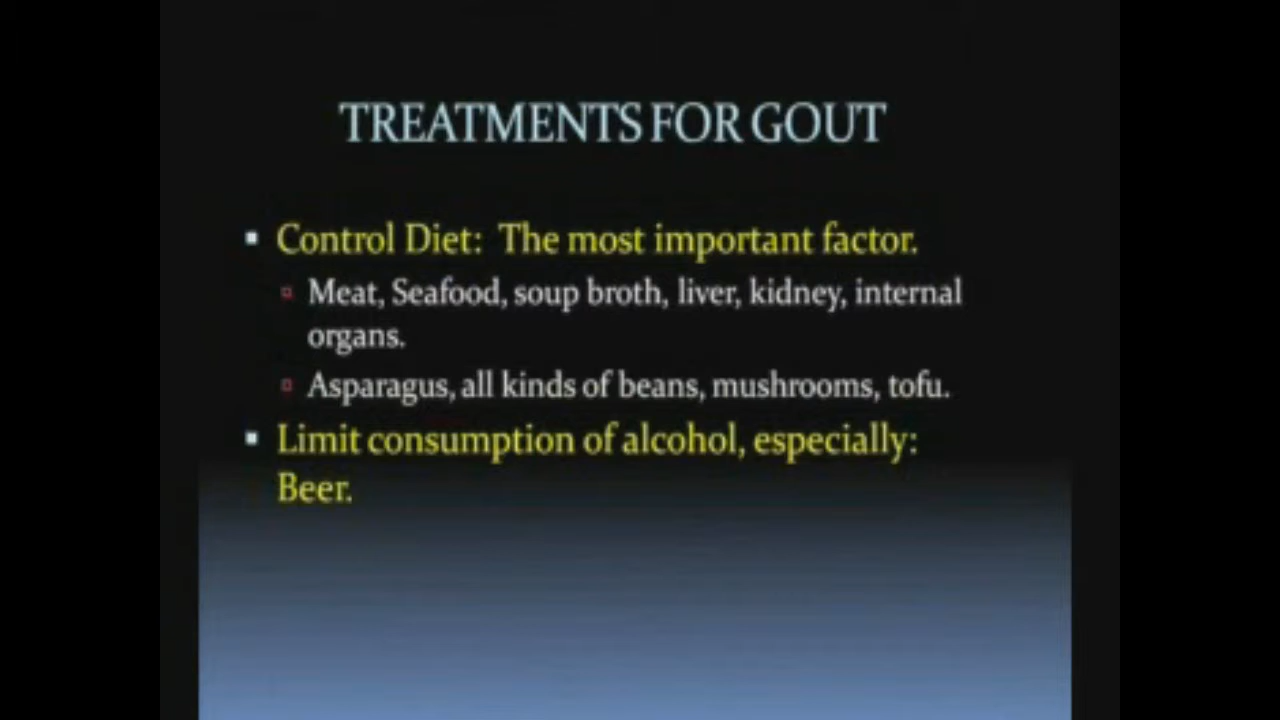 TREATMENTS FOR GOUT
▪ Control Diet: The most important factor.
▫ Meat, Seafood, soup broth, liver, kidney, internal
organs.
▫ Asparagus, all kinds of beans, mushrooms, tofu.
▪ Limit consumption of alcohol, especially:
Beer.